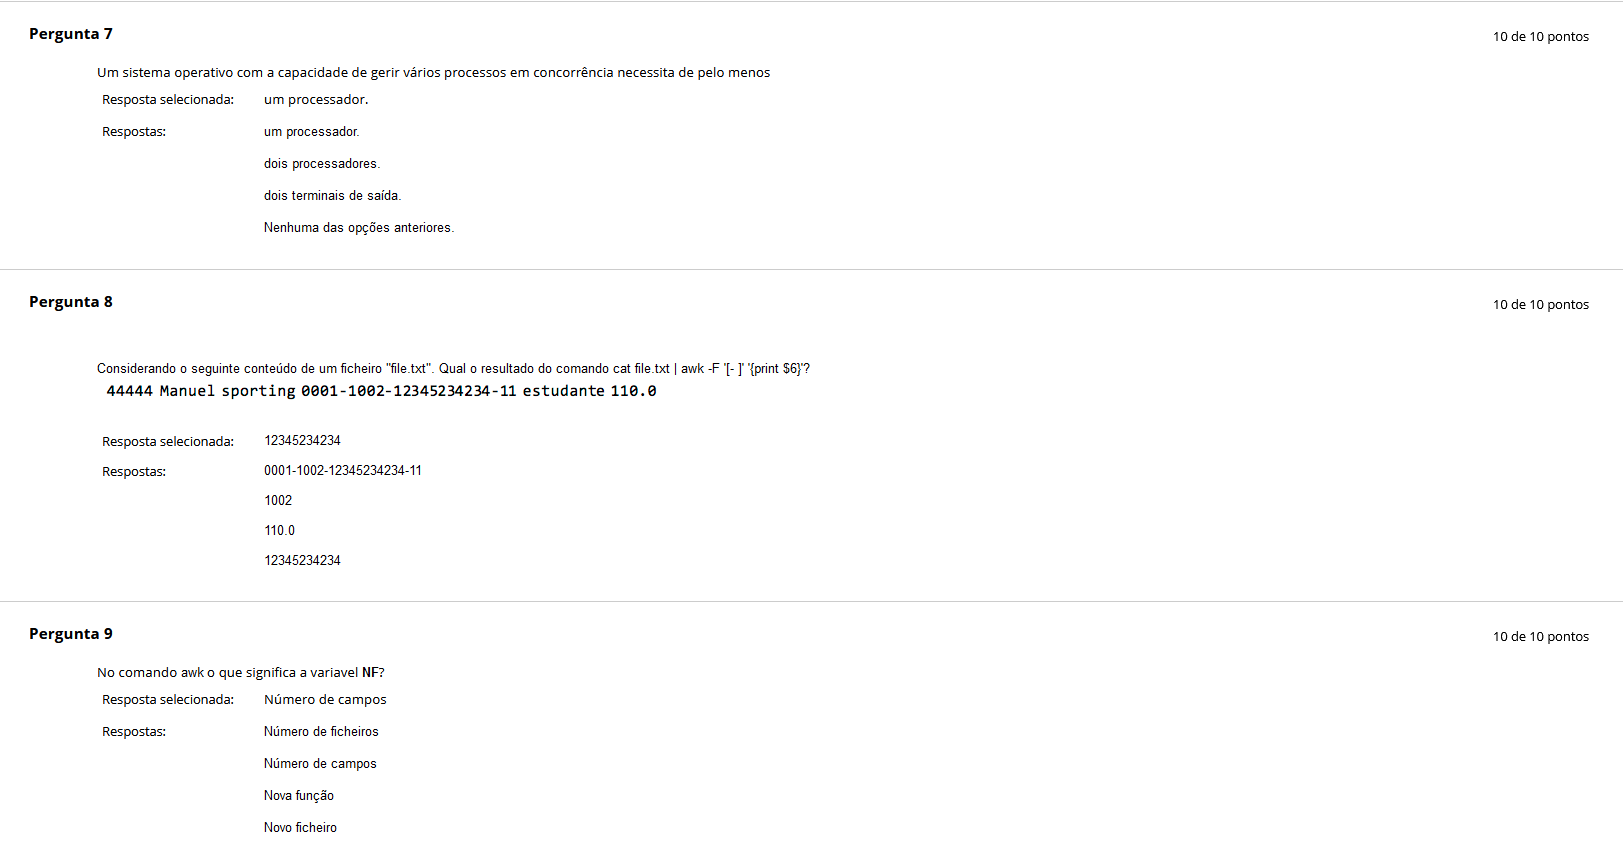 Pergunta 7
10 de 10 pontos
Um sistema operativo com a capacidade de gerir vários processos em concorrência necessita de pelo menos
Resposta selecionada: um processador.
Respostas: um processador.
dois processadores.
dois terminais de saída.
Nenhuma das opções anteriores.
Pergunta 8
10 de 10 pontos
Considerando o seguinte conteúdo de um ficheiro "file.txt". Qual o resultado do comando cat file.txt | awk -F '[- ]' '{print $6}'?
44444 Manuel sporting 0001-1002-12345234234-11 estudante 110.0
Resposta selecionada: 12345234234
Respostas: 0001-1002-12345234234-11
1002
110.0
12345234234
Pergunta 9
10 de 10 pontos
No comando awk o que significa a variavel NF?
Resposta selecionada: Número de campos
Respostas: Número de ficheiros
Número de campos
Nova função
Novo ficheiro